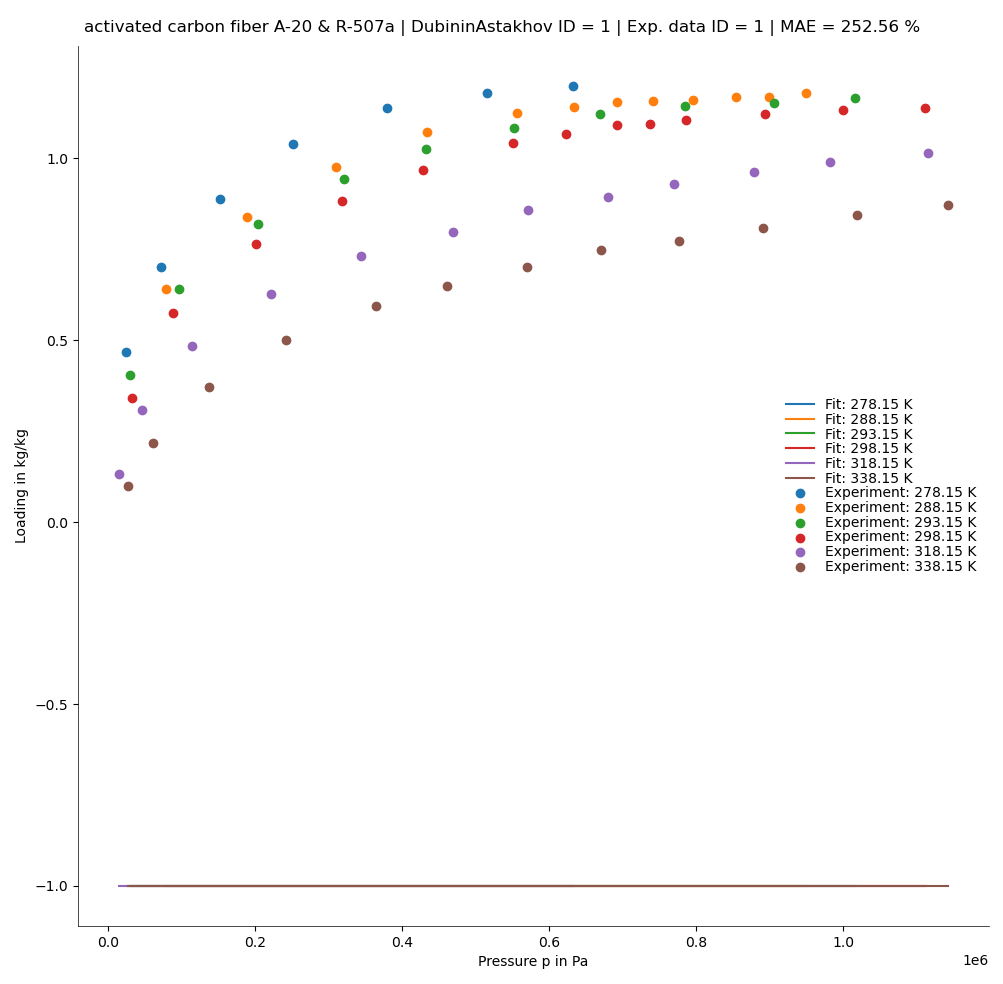 activated carbon fiber A-20 & R-507a | DubininAstakhov ID = 1 | Exp. data ID = 1 | MAE = 252.56 %
1.0
0.5
0.0
−0.5
−1.0
Loading in kg/kg
Fit: 278.15 K
Fit: 288.15 K
Fit: 293.15 K
Fit: 298.15 K
Fit: 318.15 K
Fit: 338.15 K
Experiment: 278.15 K
Experiment: 288.15 K
Experiment: 293.15 K
Experiment: 298.15 K
Experiment: 318.15 K
Experiment: 338.15 K
0.0 0.2 0.4 0.6 0.8 1.0
1e6
Pressure p in Pa